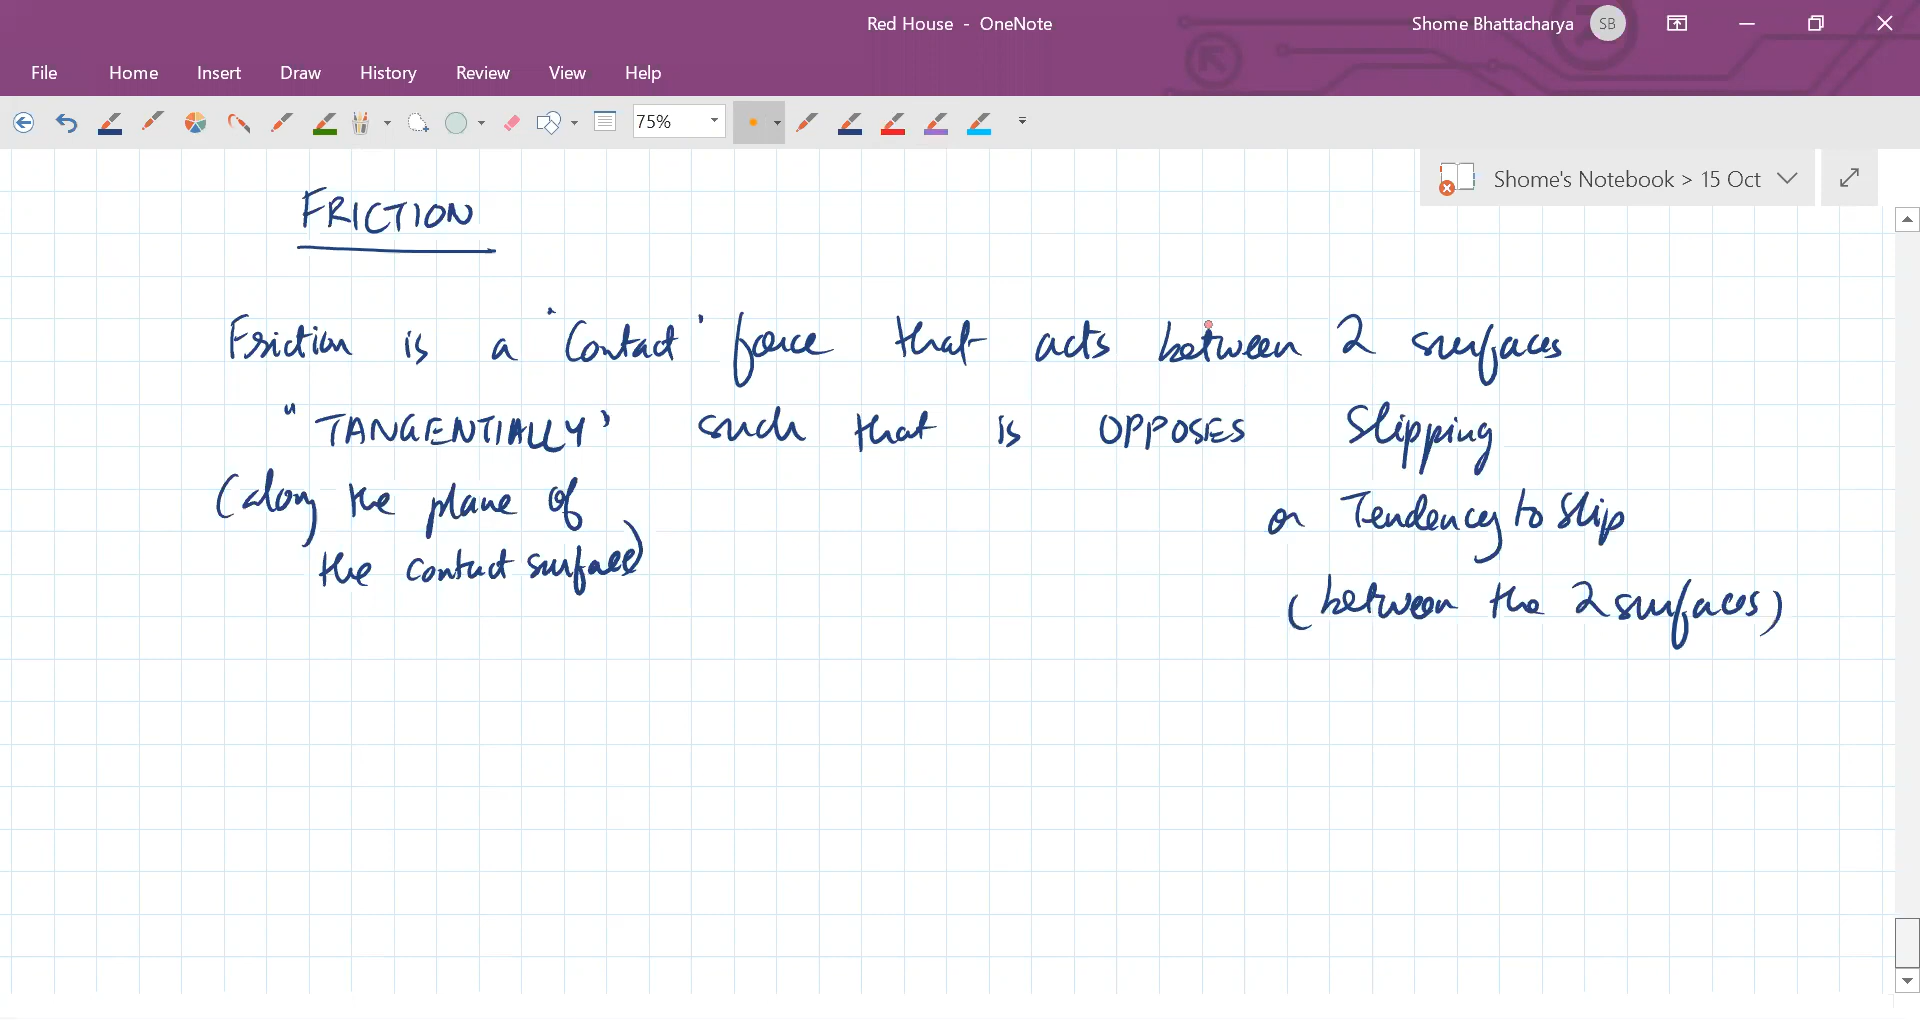 Red House - OneNote
Shome Bhattacharya SB
File Home Insert Draw History Review View Help
75%
Shome's Notebook > 15 Oct
FRICTION
Friction is a "Contact" force that acts between 2 surfaces
"TANGENTIALLY" such that is OPPOSES Slipping
(along the plane of
the contact surface)
or Tendency to Slip
(between the 2 surfaces)